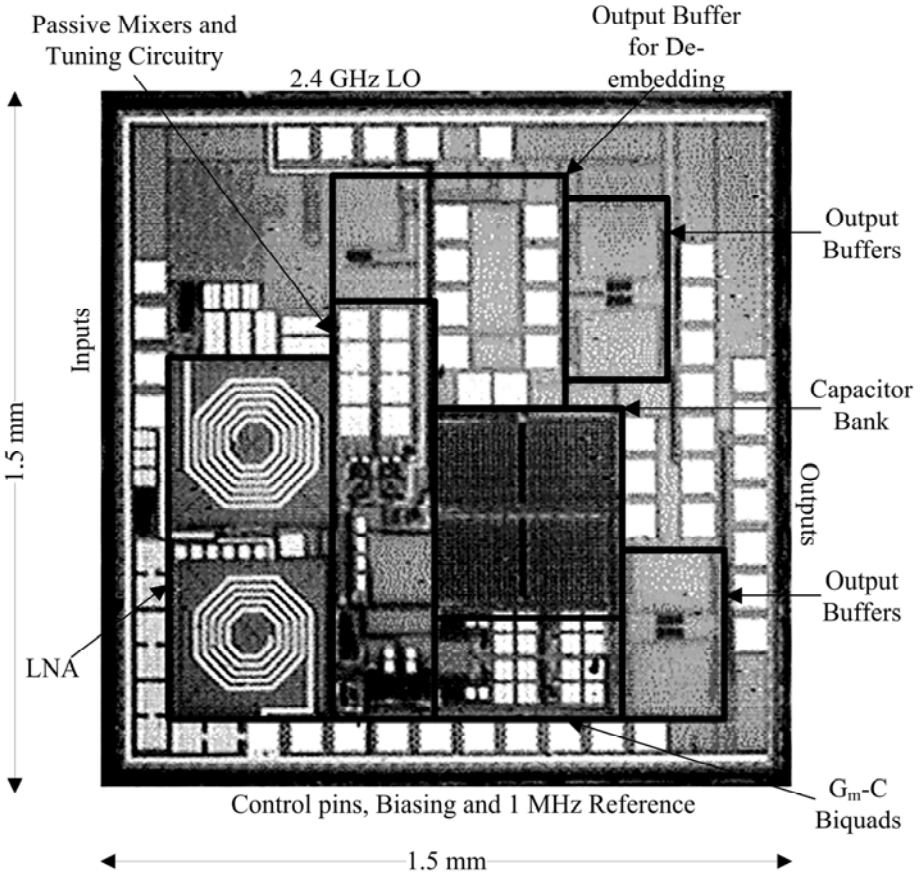 Passive Mixers and
Tuning Circuitry
2.4 GHz LO
Output Buffer
for De-
embedding
Output
Buffers
Inputs
Capacitor
Bank
1.5 mm
Outputs
Output
Buffers
LNA
Control pins, Biasing and 1 MHz Reference
Gm-C
Biquads
1.5 mm